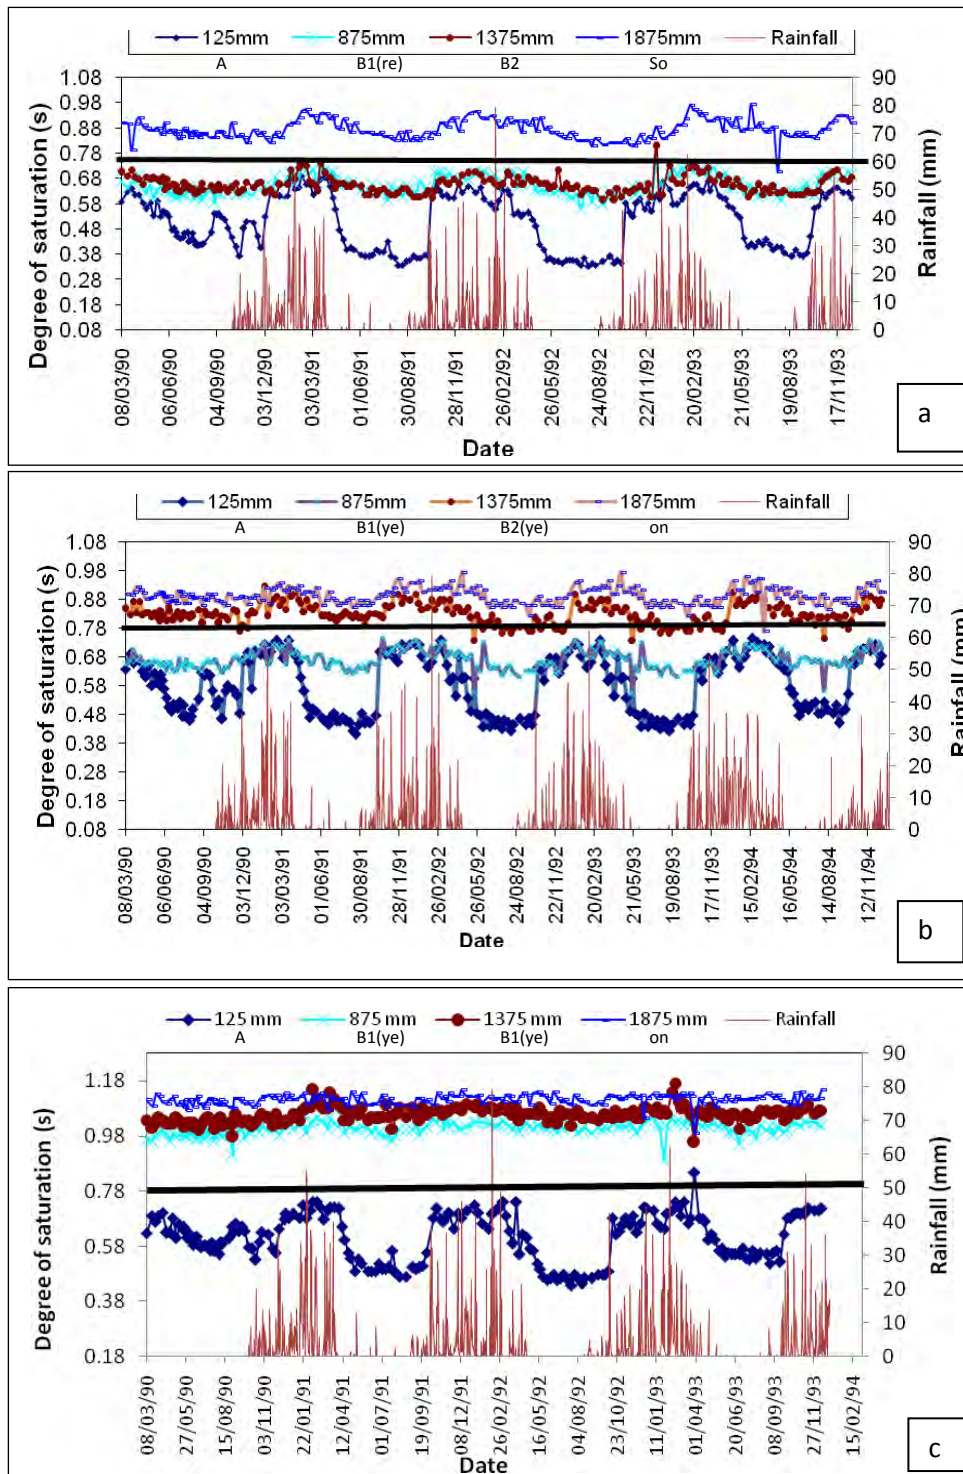 125mm 875mm 1375mm 1875mm Rainfall
A B1(re) B2 So
1.08
0.98
0.88
0.78
0.68
0.58
0.48
0.38
0.28
0.18
0.08
Degree of saturation (s)
90
80
70
60
50
40
30
20
10
0
Rainfall (mm)
08/03/90 06/06/90 04/09/90 03/12/90 03/03/91 01/06/91 30/08/91 28/11/91 26/02/92 26/05/92 24/08/92 22/11/92 20/02/93 21/05/93 19/08/93 17/11/93
Date
a
125mm 875mm 1375mm 1875mm Rainfall
A B1(ye) B2(ye) on
1.08
0.98
0.88
0.78
0.68
0.58
0.48
0.38
0.28
0.18
0.08
Degree of saturation (s)
90
80
70
60
50
40
30
20
10
0
Rainfall (mm)
08/03/90 06/06/90 04/09/90 03/12/90 03/03/91 01/06/91 30/08/91 28/11/91 26/02/92 26/05/92 24/08/92 22/11/92 20/02/93 21/05/93 19/08/93 17/11/93 15/02/94 16/05/94 14/08/94 12/11/94
Date
b
125 mm 875 mm 1375 mm 1875 mm Rainfall
A B1(ye) B1(ye) on
1.18
0.98
0.78
0.58
0.38
0.18
Degree of saturation (s)
90
80
70
60
50
40
30
20
10
0
Rainfall (mm)
08/03/90 27/05/90 15/08/90 03/11/90 22/01/91 12/04/91 01/07/91 19/09/91 08/12/91 26/02/92 16/05/92 04/08/92 23/10/92 11/01/93 01/04/93 20/06/93 08/09/93 27/11/93 15/02/94
Date
c